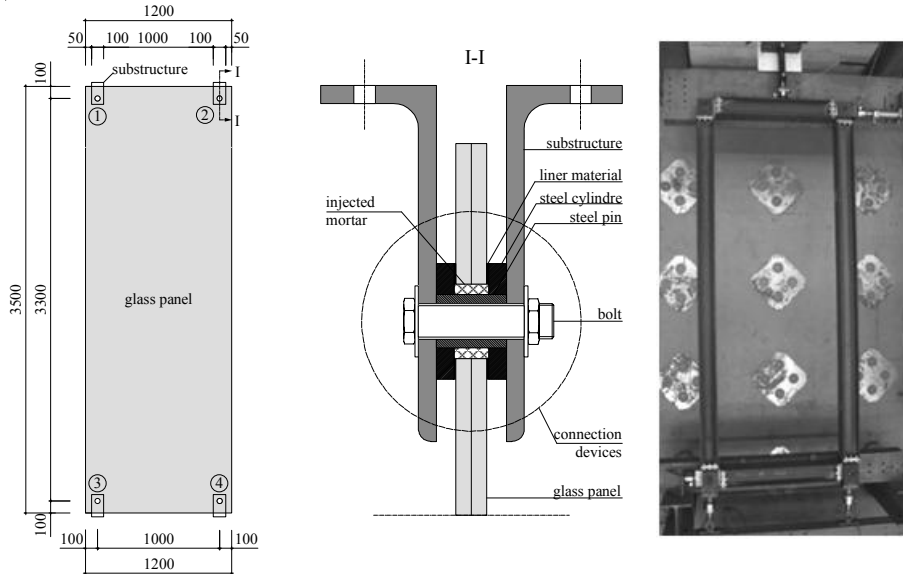 1200
50 100 1000 100 50
substructure
I
I
100
1
2
3500
3300
glass panel
3
4
100
100 1000 100
1200
I-I
substructure
liner material
steel cylindre
steel pin
injected
mortar
bolt
connection
devices
glass panel